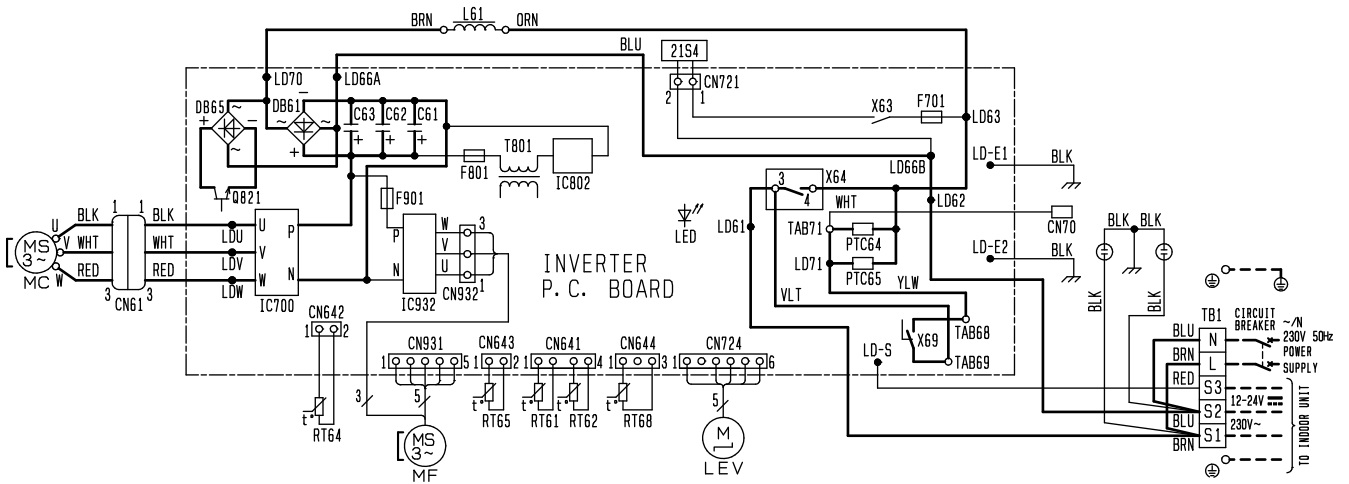 BRN L61 ORN
BLU
21S4
LD70 LD66A CN721
2 1
DB65 ~ DB61 − C63 C62 C61 X63 F701
+ − ~ ~ + + + LD63
~ +
T801
F801 IC802
LD66B LD-E1 BLK
Q821
F901
3 X64
4
WHT LD62
U BLK 1 1 BLK U P
LDU
MS 3~ V WHT WHT V
LDV
MC W RED RED W N
LDW
3 3
CN61 IC700
P W 3
V
N U 1
IC932 CN932
INVERTER
P. C. BOARD
LED
LD61 TAB71 PTC64
LD71 PTC65
CN70
LD-E2 BLK
YLW
VLT
BLK BLK
BLK BLK
X69 TAB68
TAB69
LD-S
CN642
1 2
CN931
1 5
CN643
1 2
CN641
1 4
CN644
1 3
CN724
1 6
3 5 5
t° RT64
t° RT65
t° RT61
t° RT62
t° RT68
MS 3~
MF
M
LEV
TB1 CIRCUIT
BREAKER ~/N
230V 50Hz
POWER
SUPPLY
BLU N
BRN L
RED S3
12-24V
S2
BLU 230V~
S1
BRN
TO INDOOR UNIT